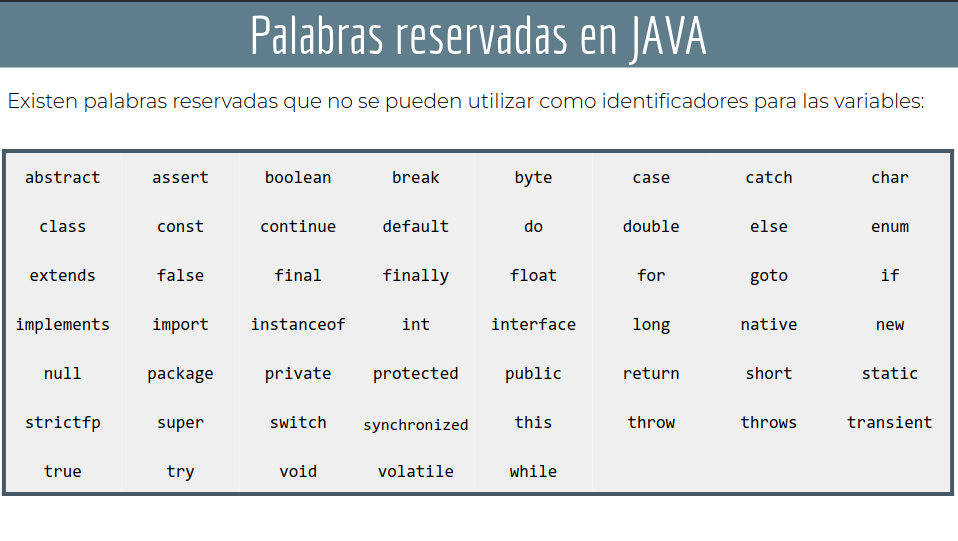 Palabras reservadas en JAVA
Existen palabras reservadas que no se pueden utilizar como identificadores para las variables:
abstract assert boolean break byte case catch char
class const continue default do double else enum
extends false final finally float for goto if
implements import instanceof int interface long native new
null package private protected public return short static
strictfp super switch synchronized this throw throws transient
true try void volatile while